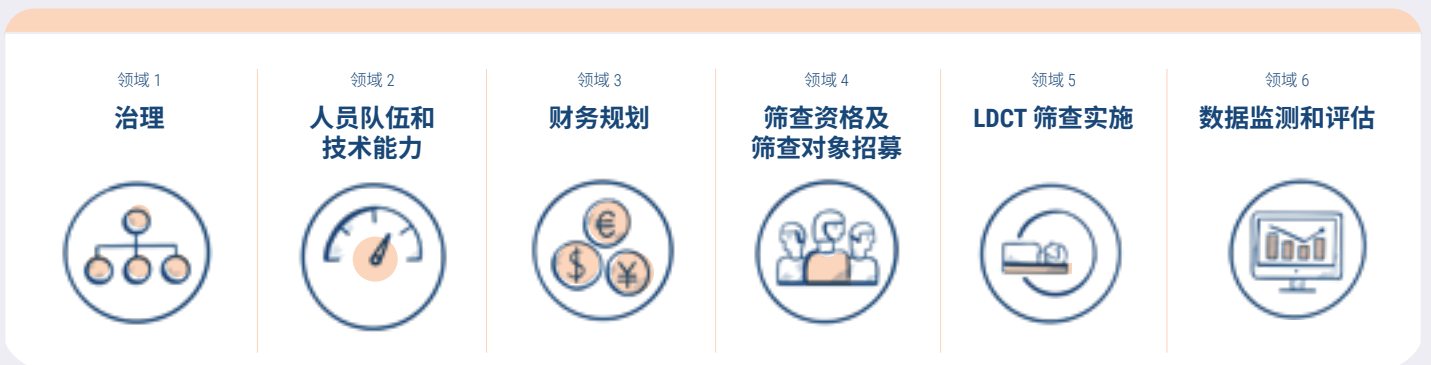 领域 1
治理
领域 2
人员队伍和
技术能力
领域 3
财务规划
领域 4
筛查资格及
筛查对象招募
领域 5
LDCT 筛查实施
领域 6
数据监测和评估
€
$
¥